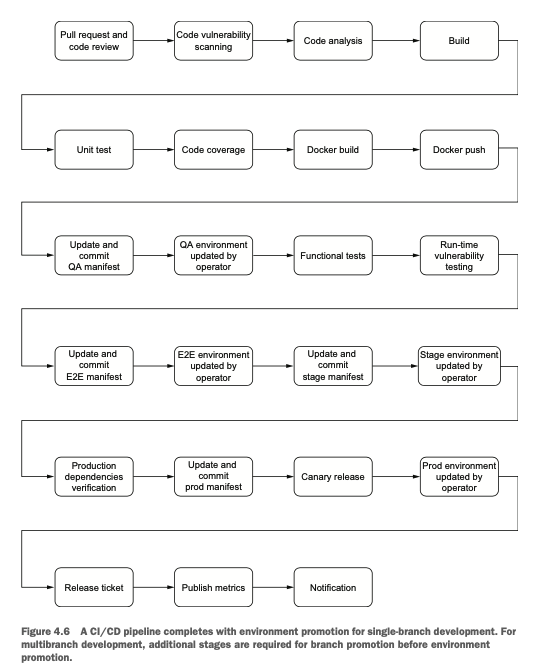 Pull request and
code review
Code vulnerability
scanning
Code analysis
Build
Unit test
Code coverage
Docker build
Docker push
Update and
commit
QA manifest
QA environment
updated by
operator
Functional tests
Run-time
vulnerability
testing
Update and
commit
E2E manifest
E2E environment
updated by
operator
Update and
commit
stage manifest
Stage environment
updated by
operator
Production
dependencies
verification
Update and
commit
prod manifest
Canary release
Prod environment
updated by
operator
Release ticket
Publish metrics
Notification
Figure 4.6 A CI/CD pipeline completes with environment promotion for single-branch development. For
multibranch development, additional stages are required for branch promotion before environment
promotion.